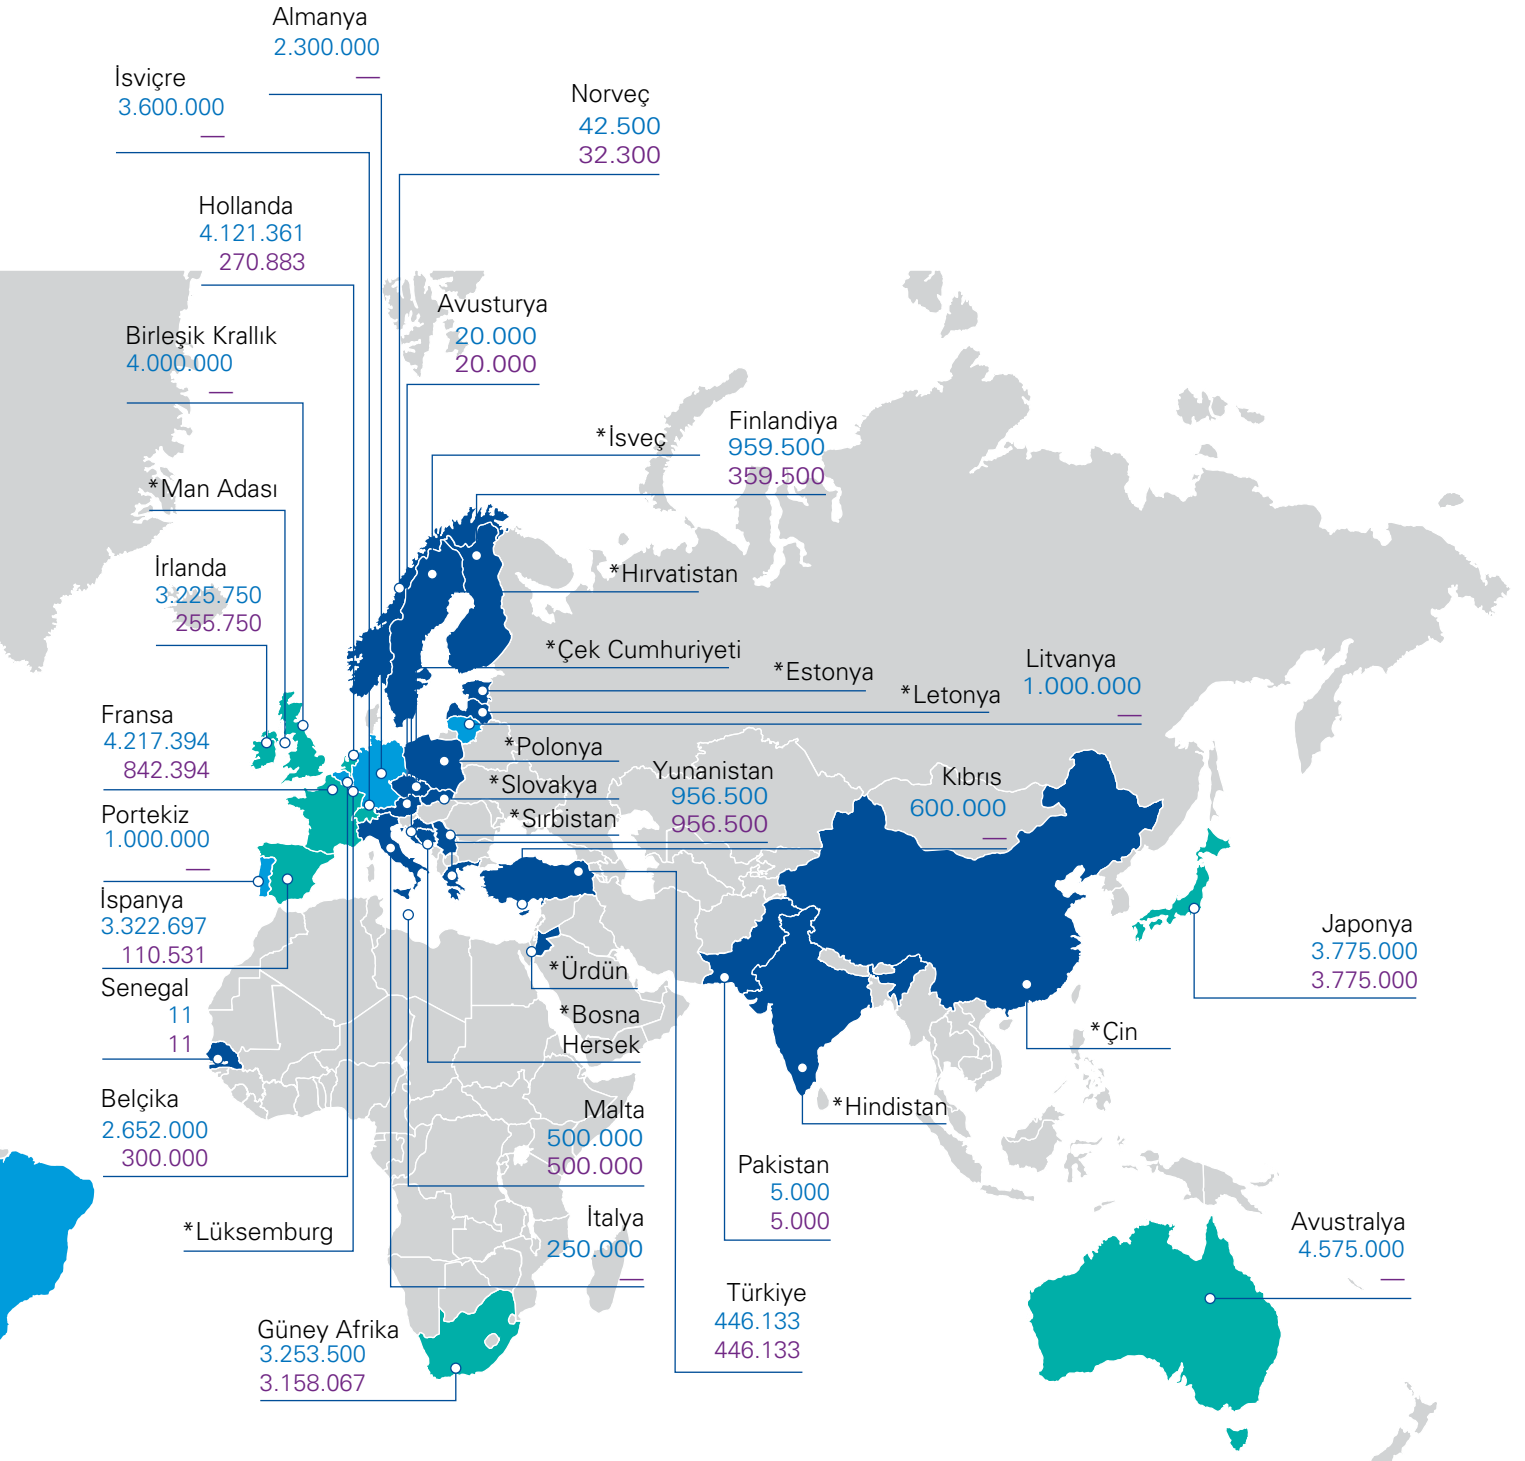 Almanya
2.300.000
—
İsviçre
3.600.000
—
Norveç
42.500
32.300
Hollanda
4.121.361
270.883
Avusturya
20.000
20.000
Birleşik Krallık
4.000.000
—
*İsveç
Finlandiya
959.500
359.500
*Man Adası
İrlanda
3.225.750
255.750
*Hırvatistan
*Çek Cumhuriyeti
*Estonya
*Letonya
Litvanya
1.000.000
—
Fransa
4.217.394
842.394
*Polonya
*Slovakya
*Sırbistan
Yunanistan
956.500
956.500
Kıbrıs
600.000
—
Portekiz
1.000.000
—
İspanya
3.322.697
110.531
Japonya
3.775.000
3.775.000
*Ürdün
Senegal
11
11
*Bosna
Hersek
*Çin
Belçika
2.652.000
300.000
Malta
500.000
500.000
*Hindistan
Pakistan
5.000
5.000
*Lüksemburg
İtalya
250.000
—
Avustralya
4.575.000
—
Türkiye
446.133
446.133
Güney Afrika
3.253.500
3.158.067